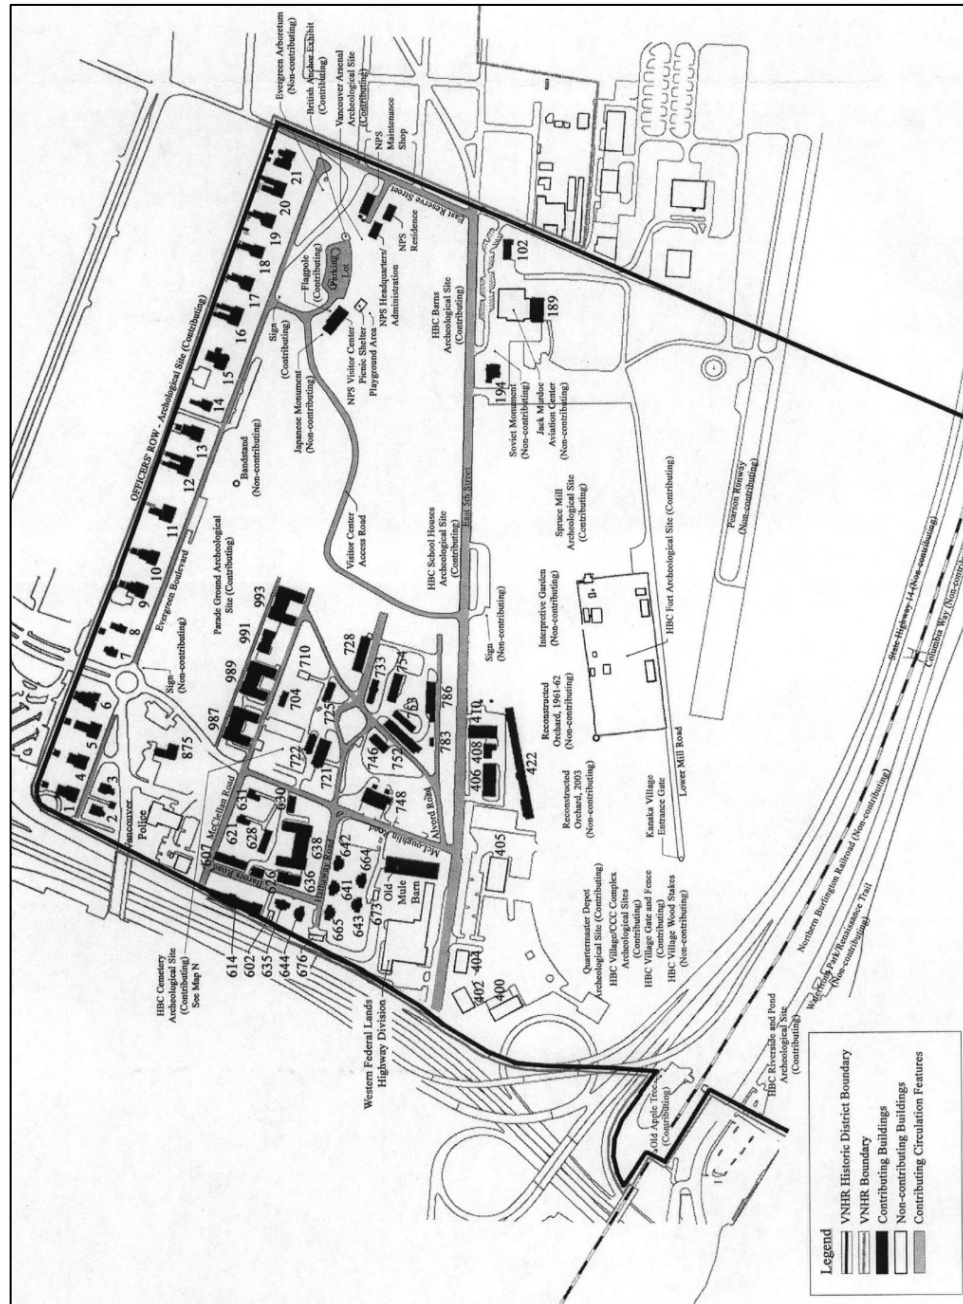 Evergreen Arboretum
(Non-contributing)
British Anchor Exhibit
(Contributing)
Vancouver Arsenal
Archeological Site
(Contributing)
NPS
Maintenance
Shop
East Reserve Street
21
20
19
18
17
16
15
14
13
12
11
10
9
8
7
6
5
4
1
3
2
OFFICERS' ROW - Archeological Site (Contributing)
Evergreen Boulevard
Flagpole
(Contributing)
Parking
Lot
Sign
(Contributing)
NPS
Residence
NPS Headquarters/
Administration
NPS Visitor Center
Picnic Shelter
Playground Area
Japanese Monument
(Non-contributing)
Bandstand
(Non-contributing)
Visitor Center
Access Road
Parade Ground Archeological
Site (Contributing)
Sign
(Non-contributing)
HBC Barns
Archeological Site
(Contributing)
HBC School Houses
Archeological Site
(Contributing)
East 5th Street
102
189
194
Soviet Monument
(Non-contributing)
Jack Murdoc
Aviation Center
(Non-contributing)
Spruce Mill
Archeological Site
(Contributing)
Pearson Runway
(Non-contributing)
HBC Fort Archeological Site (Contributing)
Interpretive Garden
(Non-contributing)
Sign
(Non-contributing)
Reconstructed
Orchard, 1961-62
(Non-contributing)
Reconstructed
Orchard, 2003
(Non-contributing)
Kanaka Village
Entrance Gate
Lower Mill Road
993
991
989
987
710
704
725
728
733
754
753
786
783
752
746
748
722
721
875
Vancouver
Police
McClellan Road
607
621
631
628
630
626
636
638
Barnes Road
Hathaway Road
642
641
664
643
665
673
Old
Mule
Barn
McLoughlin Road
Alvord Road
614
602
635
644
676
410
408
406
422
405
404
402
400
HBC Cemetery
Archeological Site
(Contributing)
See Map N
Western Federal Lands
Highway Division
Quartermaster Depot
Archeological Site (Contributing)
HBC Village/CCC Complex
Archeological Sites
(Contributing)
HBC Village Gate and Fence
(Contributing)
HBC Village Wood Stakes
(Non-contributing)
State Highway 14 (Non-contributing)
Columbia Way (Non-contrib
Northern Burlington Railroad (Non-contributing)
Waterfront Park/Renaissance Trail
(Non-contributing)
HBC Riverside and Pond
Archeological Site
(Contributing)
Old Apple Tree
(Contributing)
Legend
VNHR Historic District Boundary
VNHR Boundary
Contributing Buildings
Non-contributing Buildings
Contributing Circulation Features